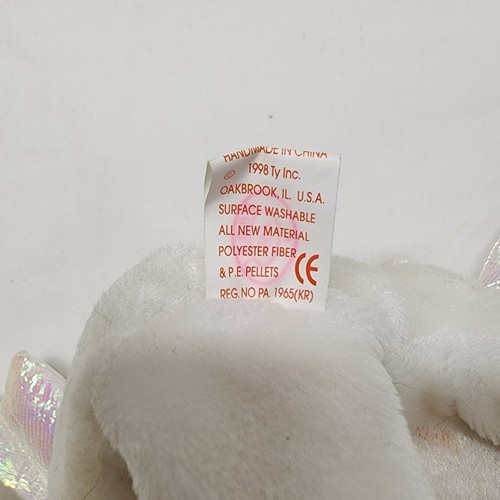 HANDMADE IN CHINA
© 1998 Ty Inc.
OAKBROOK, IL. U.S.A.
SURFACE WASHABLE
ALL NEW MATERIAL
POLYESTER FIBER
& P.E. PELLETS CE
REG. NO PA. 1965(KR)